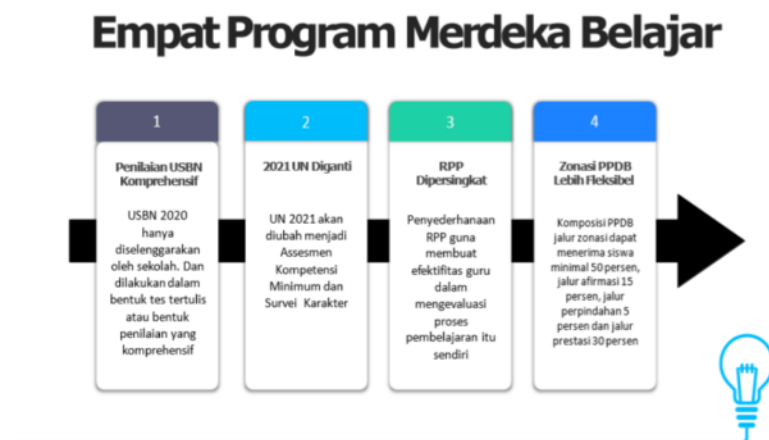 Empat Program Merdeka Belajar
1
Penilaian USBN
Komprehensif
USBN 2020
hanya
diselenggarakan
oleh sekolah. Dan
dilakukan dalam
bentuk tes tertulis
atau bentuk
penilaian yang
komprehensif
2
2021 UN Diganti
UN 2021 akan
diubah menjadi
Assesmen
Kompetensi
Minimum dan
Survei Karakter
3
RPP
Dipersingkat
Penyederhanaan
RPP guna
membuat
efektifitas guru
dalam
mengevaluasi
proses
pembelajaran itu
sendiri
4
Zonasi PPDB
Lebih Fleksibel
Komposisi PPDB
jalur zonasi dapat
menerima siswa
minimal 50 persen,
jalur afirmasi 15
persen, jalur
perpindahan 5
persen dan jalur
prestasi 30 persen